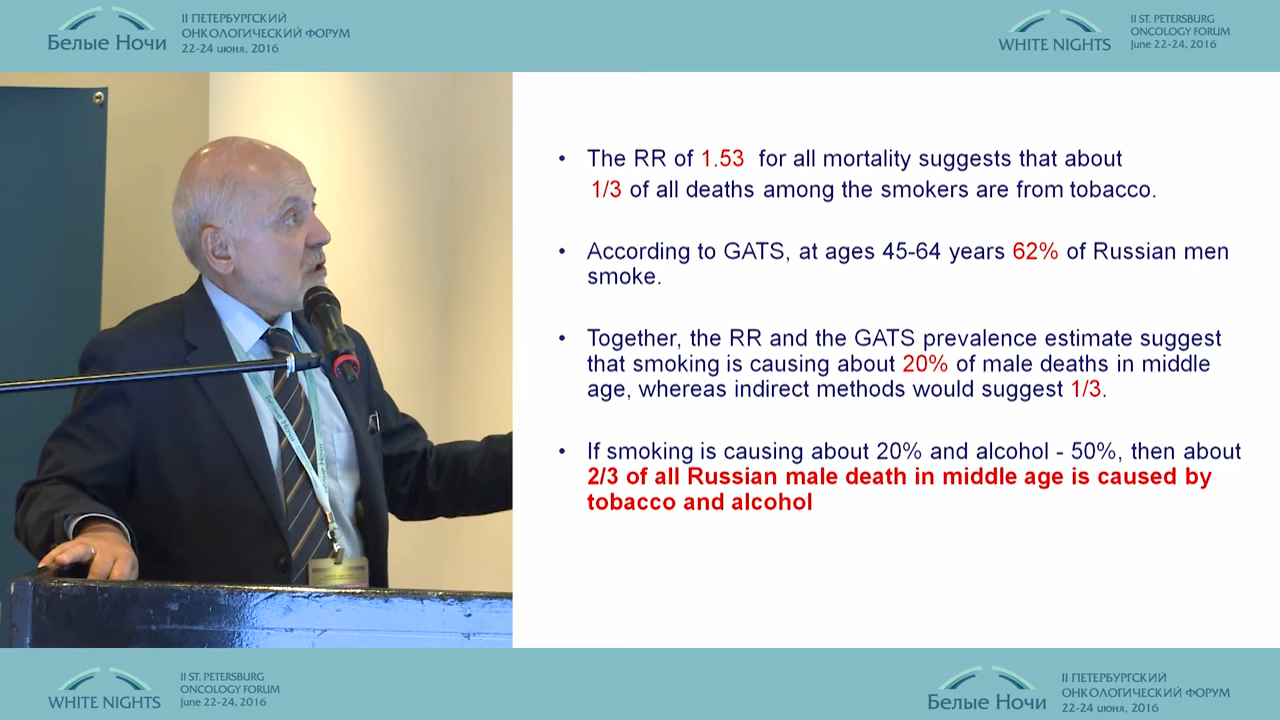 Белые Ночи
II ПЕТЕРБУРГСКИЙ
ОНКОЛОГИЧЕСКИЙ ФОРУМ
22-24 июня, 2016
WHITE NIGHTS
II ST. PETERSBURG
ONCOLOGY FORUM
June 22-24, 2016
• The RR of 1.53 for all mortality suggests that about
1/3 of all deaths among the smokers are from tobacco.
• According to GATS, at ages 45-64 years 62% of Russian men
smoke.
• Together, the RR and the GATS prevalence estimate suggest
that smoking is causing about 20% of male deaths in middle
age, whereas indirect methods would suggest 1/3.
• If smoking is causing about 20% and alcohol - 50%, then about
2/3 of all Russian male death in middle age is caused by
tobacco and alcohol
Белые Ночи
WHITE NIGHTS
II ST. PETERSBURG
ONCOLOGY FORUM
June 22-24, 2016
Белые Ночи
II ПЕТЕРБУРГСКИЙ
ОНКОЛОГИЧЕСКИЙ ФОРУМ
22-24 июня, 2016